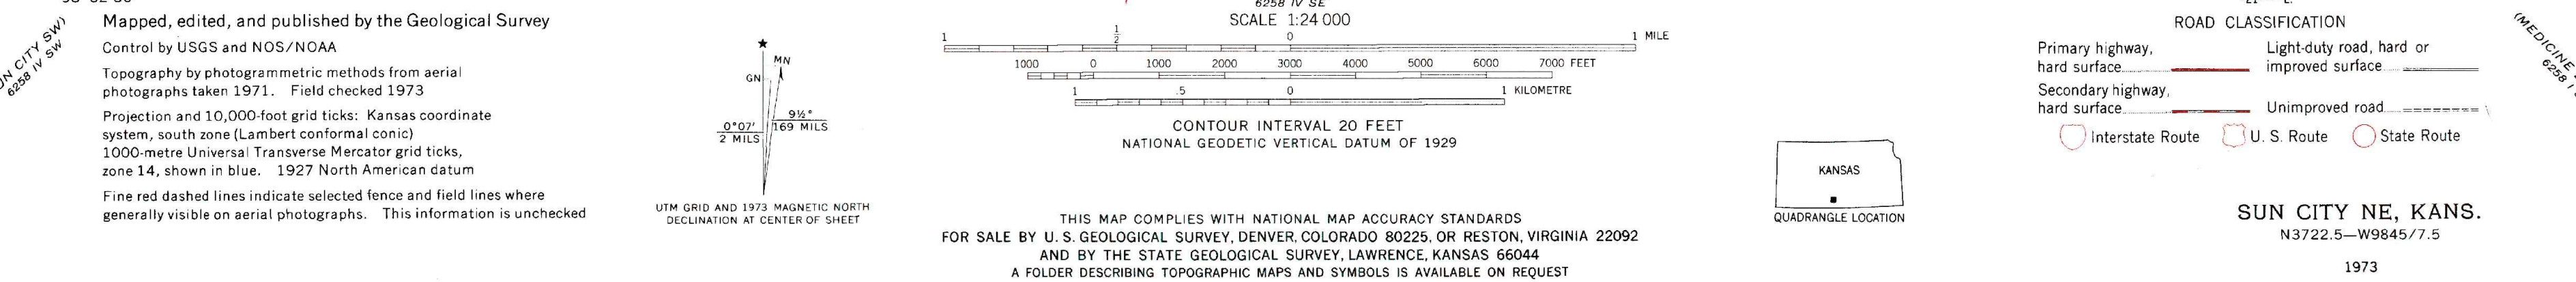 UN CITY SW)
6258 IV SW
Mapped, edited, and published by the Geological Survey
Control by USGS and NOS/NOAA
Topography by photogrammetric methods from aerial
photographs taken 1971. Field checked 1973
Projection and 10,000-foot grid ticks: Kansas coordinate
system, south zone (Lambert conformal conic)
1000-metre Universal Transverse Mercator grid ticks,
zone 14, shown in blue. 1927 North American datum
Fine red dashed lines indicate selected fence and field lines where
generally visible on aerial photographs. This information is unchecked
★
MN
GN
9½°
169 MILS
0°07′
2 MILS
UTM GRID AND 1973 MAGNETIC NORTH
DECLINATION AT CENTER OF SHEET
6258 IV SE
SCALE 1:24 000
1 ½ 0 1 MILE
1000 0 1000 2000 3000 4000 5000 6000 7000 FEET
1 .5 0 1 KILOMETRE
CONTOUR INTERVAL 20 FEET
NATIONAL GEODETIC VERTICAL DATUM OF 1929
THIS MAP COMPLIES WITH NATIONAL MAP ACCURACY STANDARDS
FOR SALE BY U. S. GEOLOGICAL SURVEY, DENVER, COLORADO 80225, OR RESTON, VIRGINIA 22092
AND BY THE STATE GEOLOGICAL SURVEY, LAWRENCE, KANSAS 66044
A FOLDER DESCRIBING TOPOGRAPHIC MAPS AND SYMBOLS IS AVAILABLE ON REQUEST
KANSAS
QUADRANGLE LOCATION
ROAD CLASSIFICATION
Primary highway,
hard surface
Light-duty road, hard or
improved surface
Secondary highway,
hard surface
Unimproved road
Interstate Route U. S. Route State Route
(MEDICINE
6258
SUN CITY NE, KANS.
N3722.5—W9845/7.5
1973